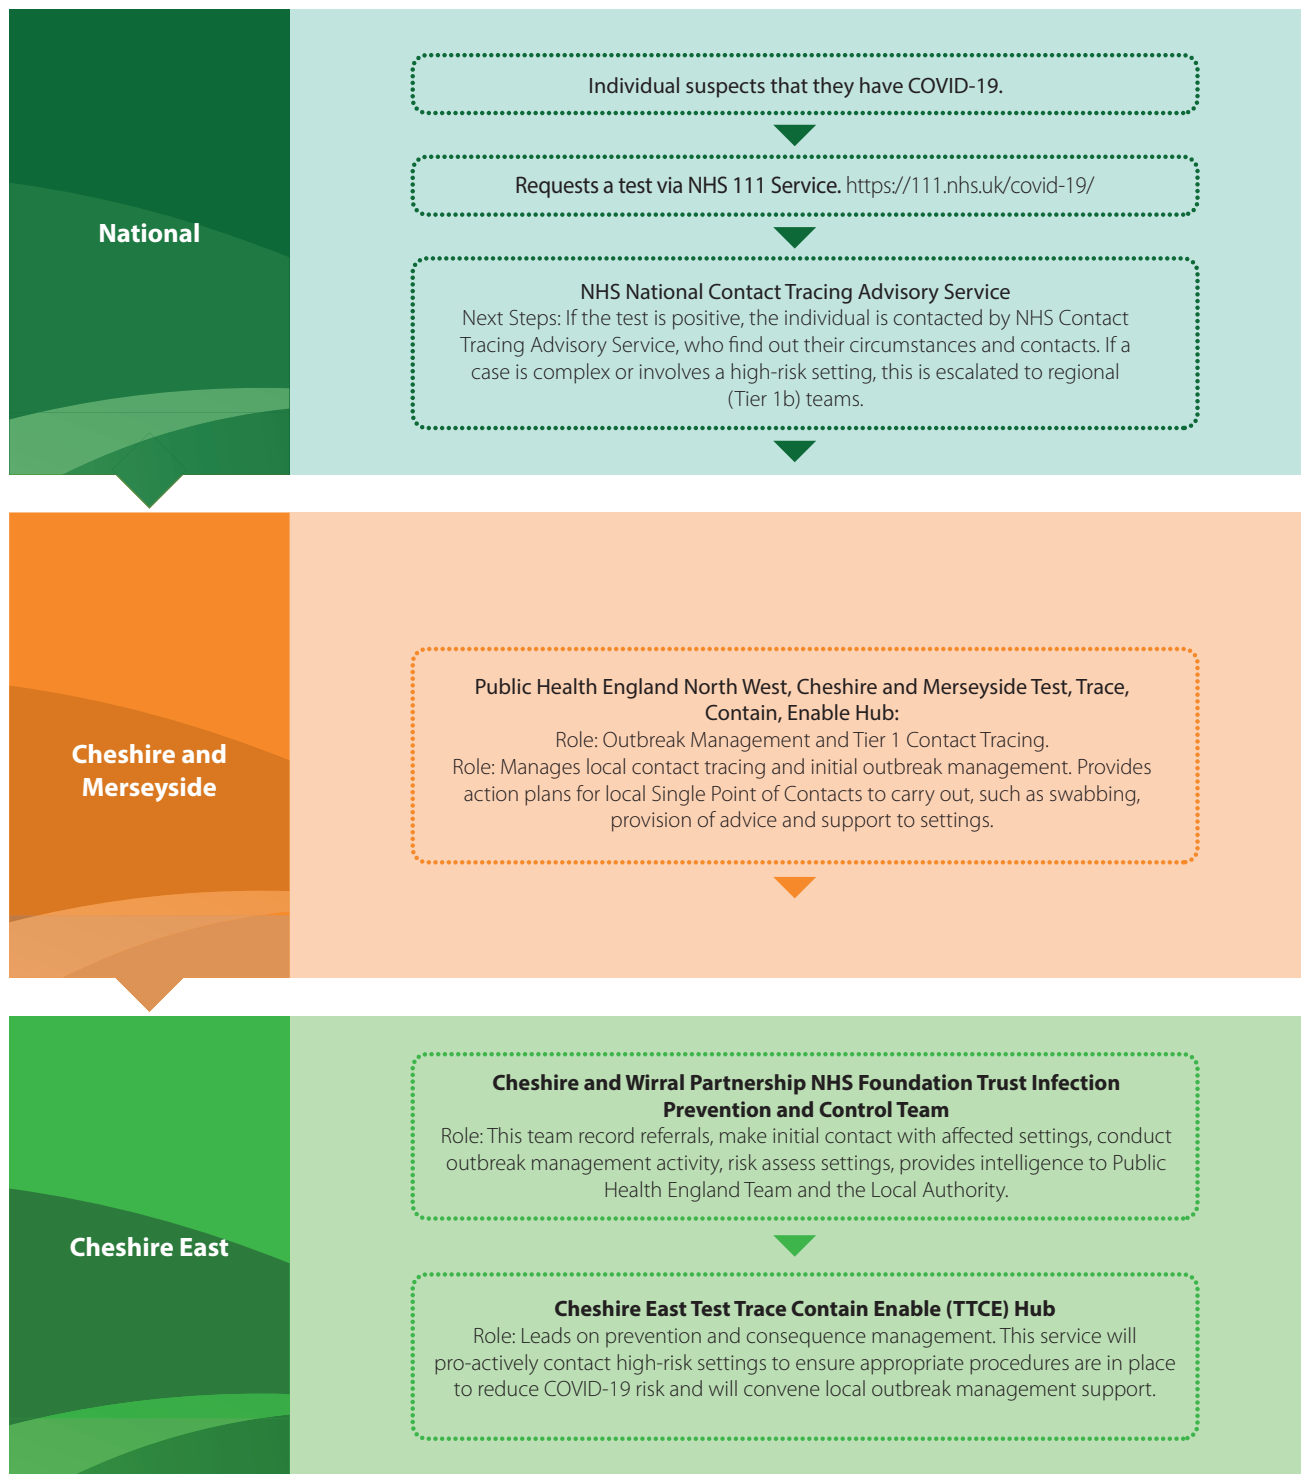 National
Individual suspects that they have COVID-19.
Requests a test via NHS 111 Service. https://111.nhs.uk/covid-19/
NHS National Contact Tracing Advisory Service
Next Steps: If the test is positive, the individual is contacted by NHS Contact
Tracing Advisory Service, who find out their circumstances and contacts. If a
case is complex or involves a high-risk setting, this is escalated to regional
(Tier 1b) teams.
Cheshire and
Merseyside
Public Health England North West, Cheshire and Merseyside Test, Trace,
Contain, Enable Hub:
Role: Outbreak Management and Tier 1 Contact Tracing.
Role: Manages local contact tracing and initial outbreak management. Provides
action plans for local Single Point of Contacts to carry out, such as swabbing,
provision of advice and support to settings.
Cheshire East
Cheshire and Wirral Partnership NHS Foundation Trust Infection
Prevention and Control Team
Role: This team record referrals, make initial contact with affected settings, conduct
outbreak management activity, risk assess settings, provides intelligence to Public
Health England Team and the Local Authority.
Cheshire East Test Trace Contain Enable (TTCE) Hub
Role: Leads on prevention and consequence management. This service will
pro-actively contact high-risk settings to ensure appropriate procedures are in place
to reduce COVID-19 risk and will convene local outbreak management support.